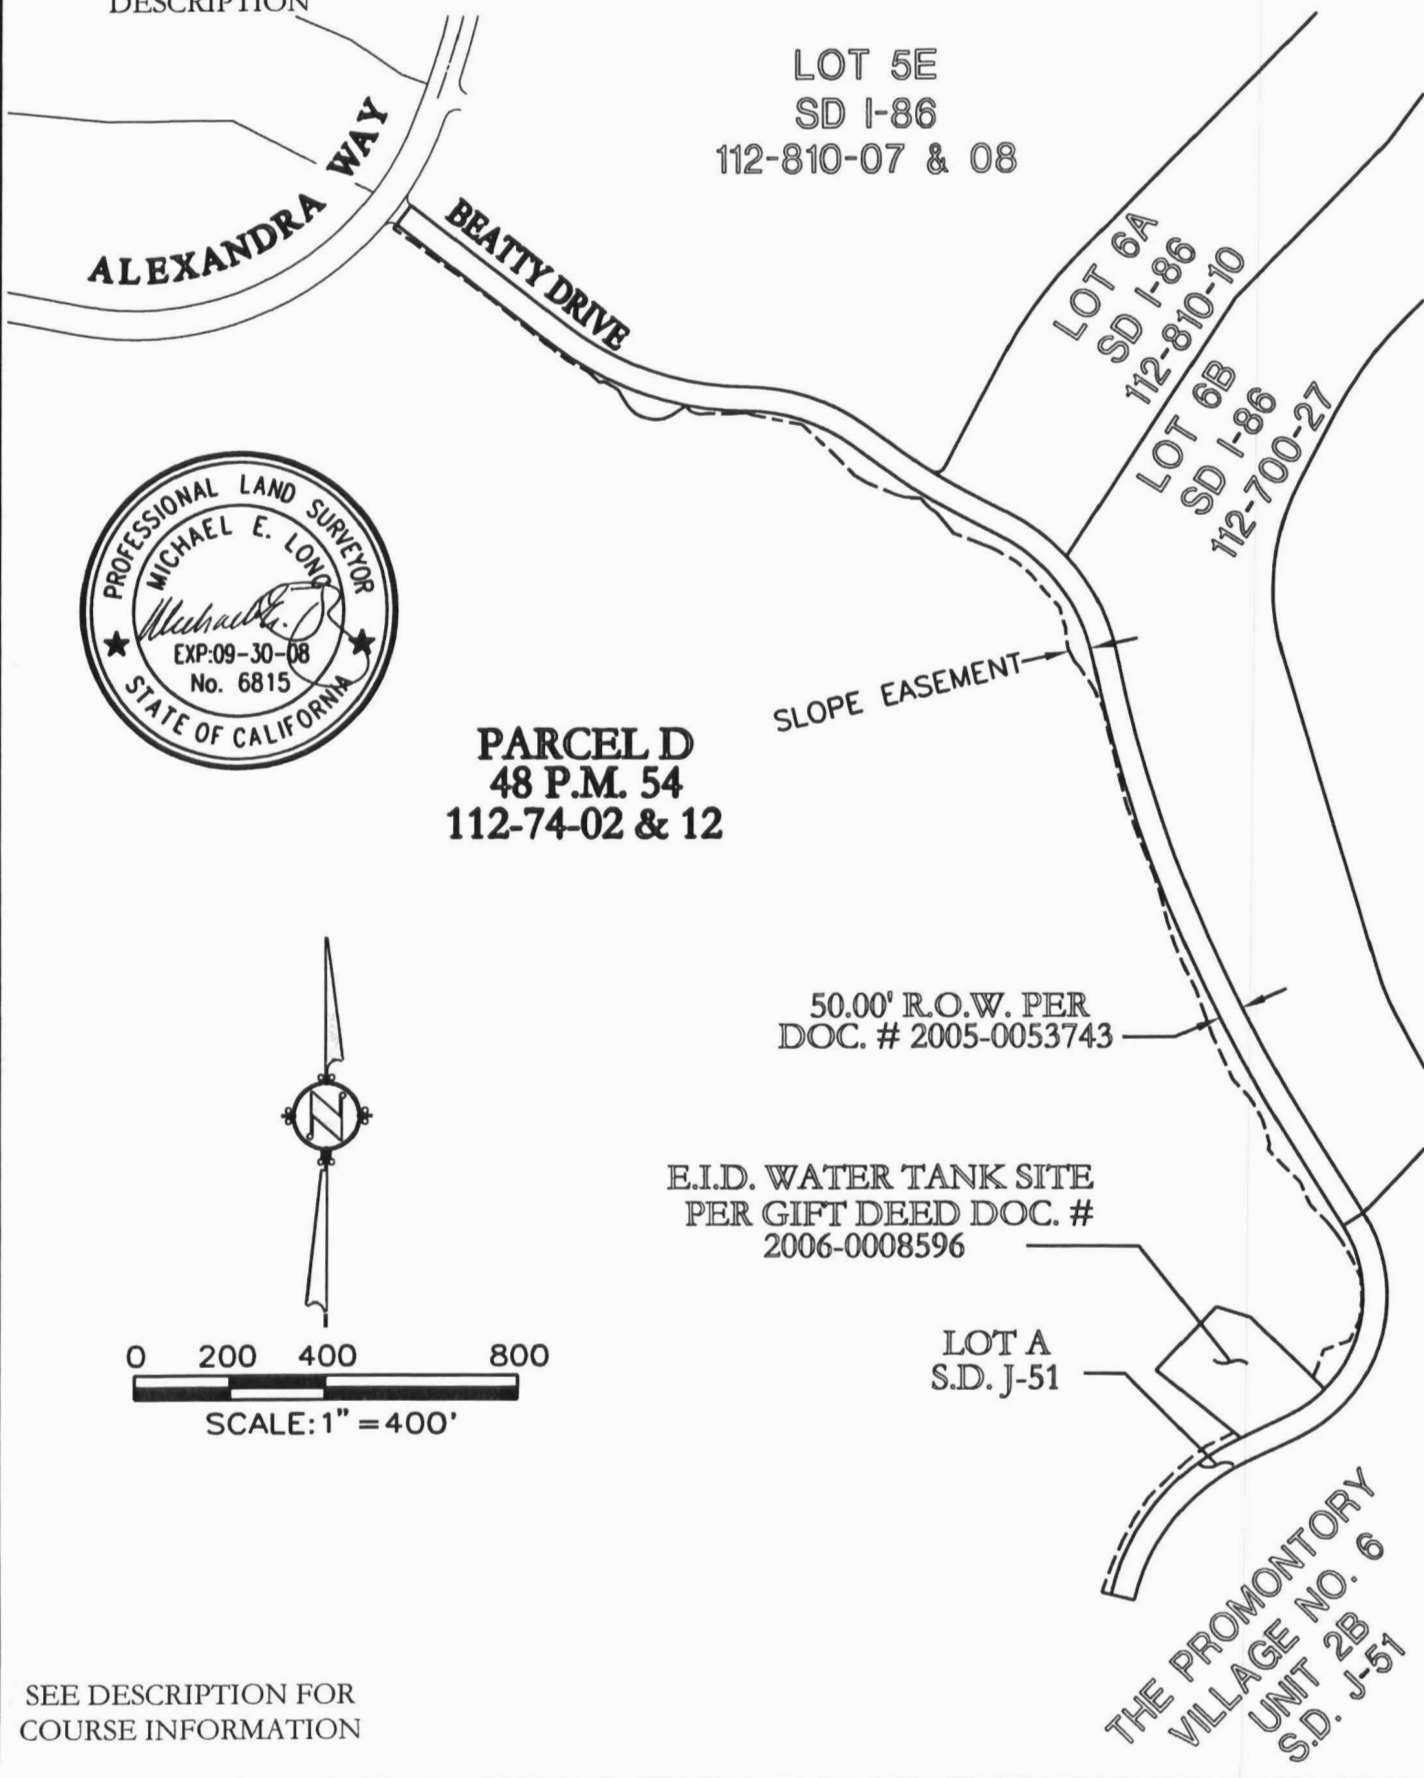 DESCRIPTION
LOT 5E
SD I-86
112-810-07 & 08
ALEXANDRA WAY
BEATTY DRIVE
LOT 6A
SD I-86
112-810-10
LOT 6B
SD I-86
112-700-27
PROFESSIONAL LAND SURVEYOR
MICHAEL E. LONG
EXP:09-30-08
No. 6815
STATE OF CALIFORNIA
SLOPE EASEMENT
PARCEL D
48 P.M. 54
112-74-02 & 12
50.00' R.O.W. PER
DOC. # 2005-0053743
N
E.I.D. WATER TANK SITE
PER GIFT DEED DOC. #
2006-0008596
LOT A
S.D. J-51
0 200 400 800
SCALE: 1" = 400'
THE PROMONTORY
VILLAGE NO. 6
UNIT 2B
S.D. J-51
SEE DESCRIPTION FOR
COURSE INFORMATION